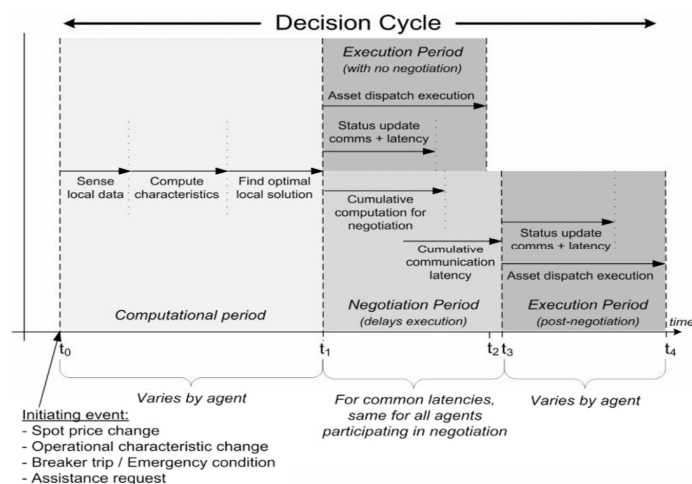 Decision Cycle
Execution Period
(with no negotiation)
Asset dispatch execution
Status update
comms + latency
Sense
local data
Compute
characteristics
Find optimal
local solution
Cumulative
computation for
negotiation
Cumulative
communication
latency
Status update
comms + latency
Asset dispatch execution
Computational period
Negotiation Period
(delays execution)
Execution Period
(post-negotiation)
time
t0
t1
t2
t3
t4
Varies by agent
For common latencies,
same for all agents
participating in negotiation
Varies by agent
Initiating event:
- Spot price change
- Operational characteristic change
- Breaker trip / Emergency condition
- Assistance request